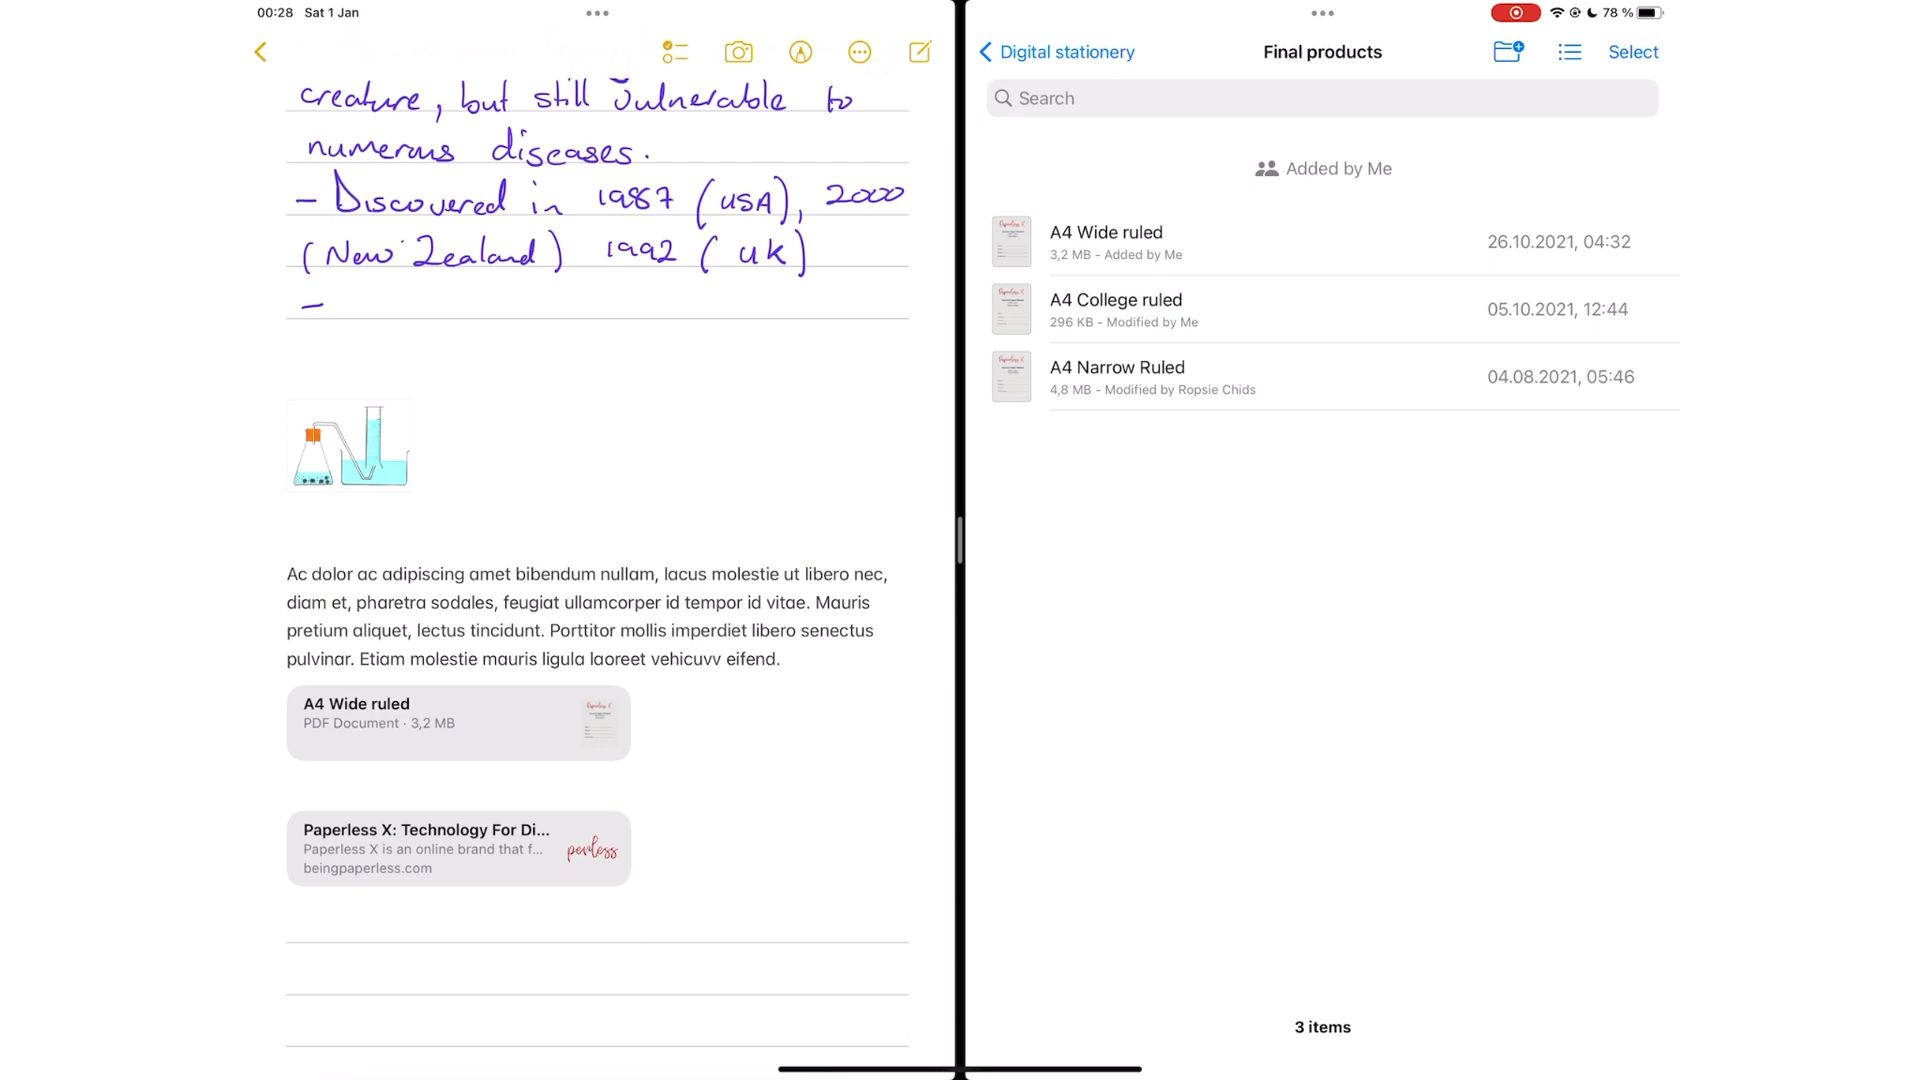 00:28 Sat 1 Jan
78 %
creature, but still vulnerable to
numerous diseases.
- Discovered in 1987 (USA), 2000
(New Zealand) 1992 (UK)
-
Ac dolor ac adipiscing amet bibendum nullam, lacus molestie ut libero nec,
diam et, pharetra sodales, feugiat ullamcorper id tempor id vitae. Mauris
pretium aliquet, lectus tincidunt. Porttitor mollis imperdiet libero senectus
pulvinar. Etiam molestie mauris ligula laoreet vehicuvv eifend.
A4 Wide ruled
PDF Document · 3,2 MB
Paperless X
Paperless X: Technology For Di...
Paperless X is an online brand that f...
beingpaperless.com
Digital stationery
Final products
Select
Search
Added by Me
A4 Wide ruled
3,2 MB - Added by Me
26.10.2021, 04:32
A4 College ruled
296 KB - Modified by Me
05.10.2021, 12:44
A4 Narrow Ruled
4,8 MB - Modified by Ropsie Chids
04.08.2021, 05:46
3 items